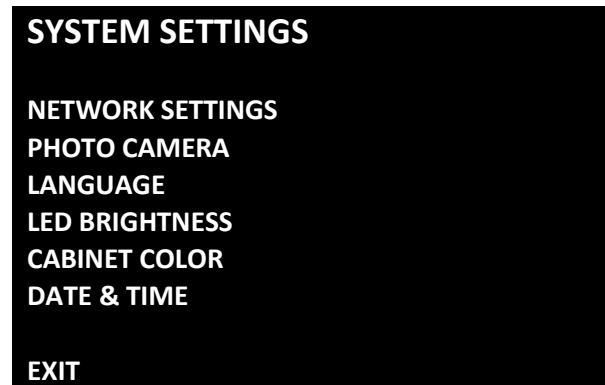 SYSTEM SETTINGS
NETWORK SETTINGS
PHOTO CAMERA
LANGUAGE
LED BRIGHTNESS
CABINET COLOR
DATE & TIME
EXIT